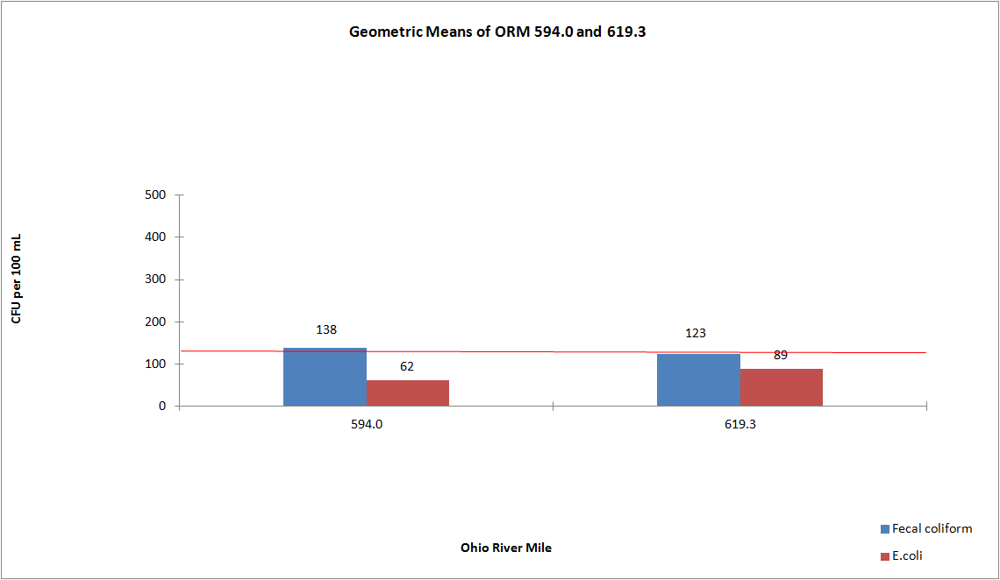 Geometric Means of ORM 594.0 and 619.3
CFU per 100 mL
500
400
300
200
100
0
138
62
123
89
594.0
619.3
Ohio River Mile
Fecal coliform
E.coli